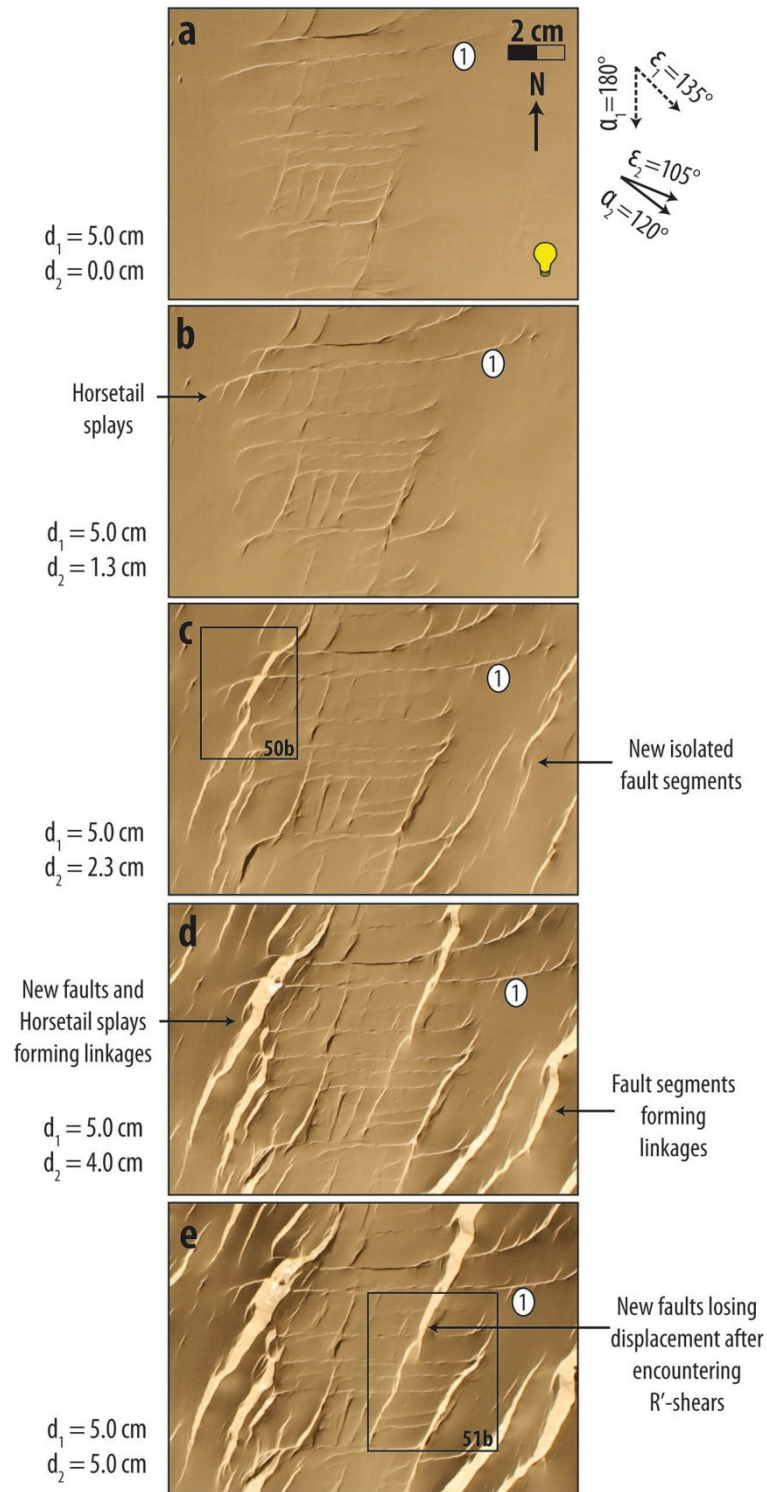 a
1
2 cm
N
α₁=180°
ε₁=135°
ε₂=105°
α₂=120°
d₁ = 5.0 cm
d₂ = 0.0 cm
b
1
Horsetail
splays
d₁ = 5.0 cm
d₂ = 1.3 cm
c
1
50b
New isolated
fault segments
d₁ = 5.0 cm
d₂ = 2.3 cm
d
1
New faults and
Horsetail splays
forming linkages
Fault segments
forming
linkages
d₁ = 5.0 cm
d₂ = 4.0 cm
e
1
New faults losing
displacement after
encountering
R'-shears
51b
d₁ = 5.0 cm
d₂ = 5.0 cm